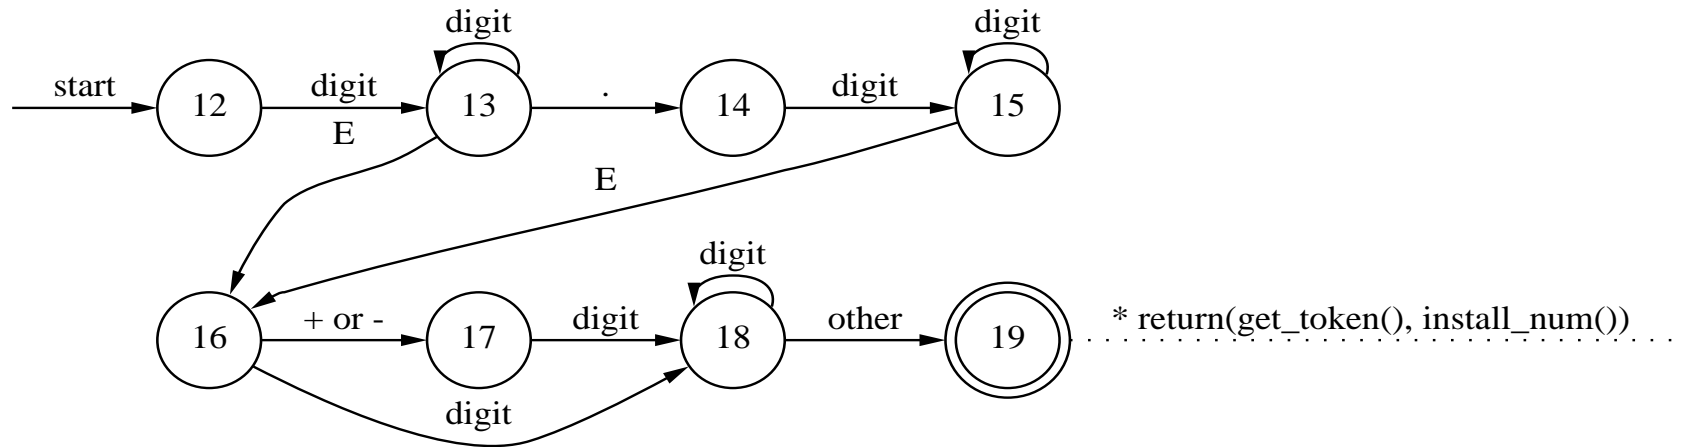 digit digit
start 12 digit 13 . 14 digit 15
E
E
digit
16 + or - 17 digit 18 other 19 * return(get_token(), install_num())
digit